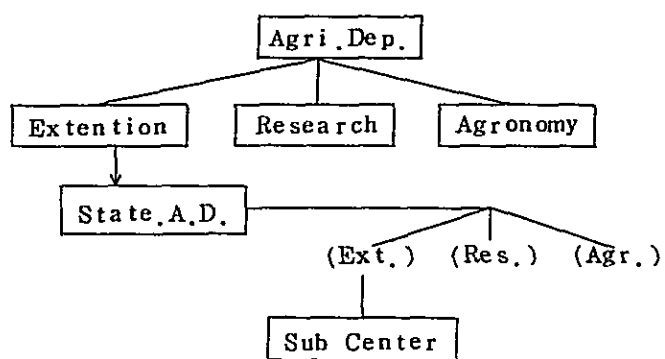 Agri.Dep.
Extention Research Agronomy
State.A.D.
(Ext.) (Res.) (Agr.)
Sub Center